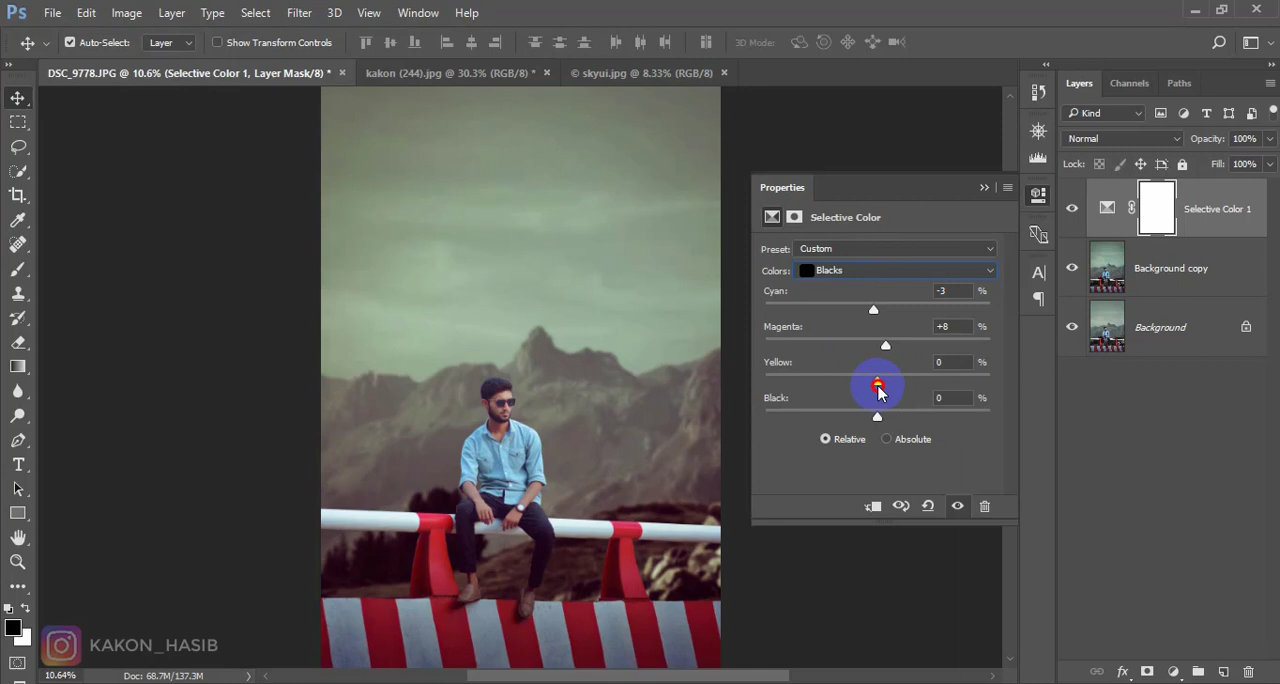 Ps File Edit Image Layer Type Select Filter 3D View Window Help
Auto-Select: Layer Show Transform Controls 3D Mode:
DSC_9778.JPG @ 10.6% (Selective Color 1, Layer Mask/8) * × kakon (244).jpg @ 30.3% (RGB/8) * × © skyui.jpg @ 8.33% (RGB/8) ×
Layers Channels Paths
Kind
Normal Opacity: 100%
Lock: Fill: 100%
Selective Color 1
Background copy
Background
Properties
Selective Color
Preset: Custom
Colors: Blacks
Cyan: -3 %
Magenta: +8 %
Yellow: 0 %
Black: 0 %
Relative Absolute
KAKON_HASIB
10.64% Doc: 68.7M/137.3M